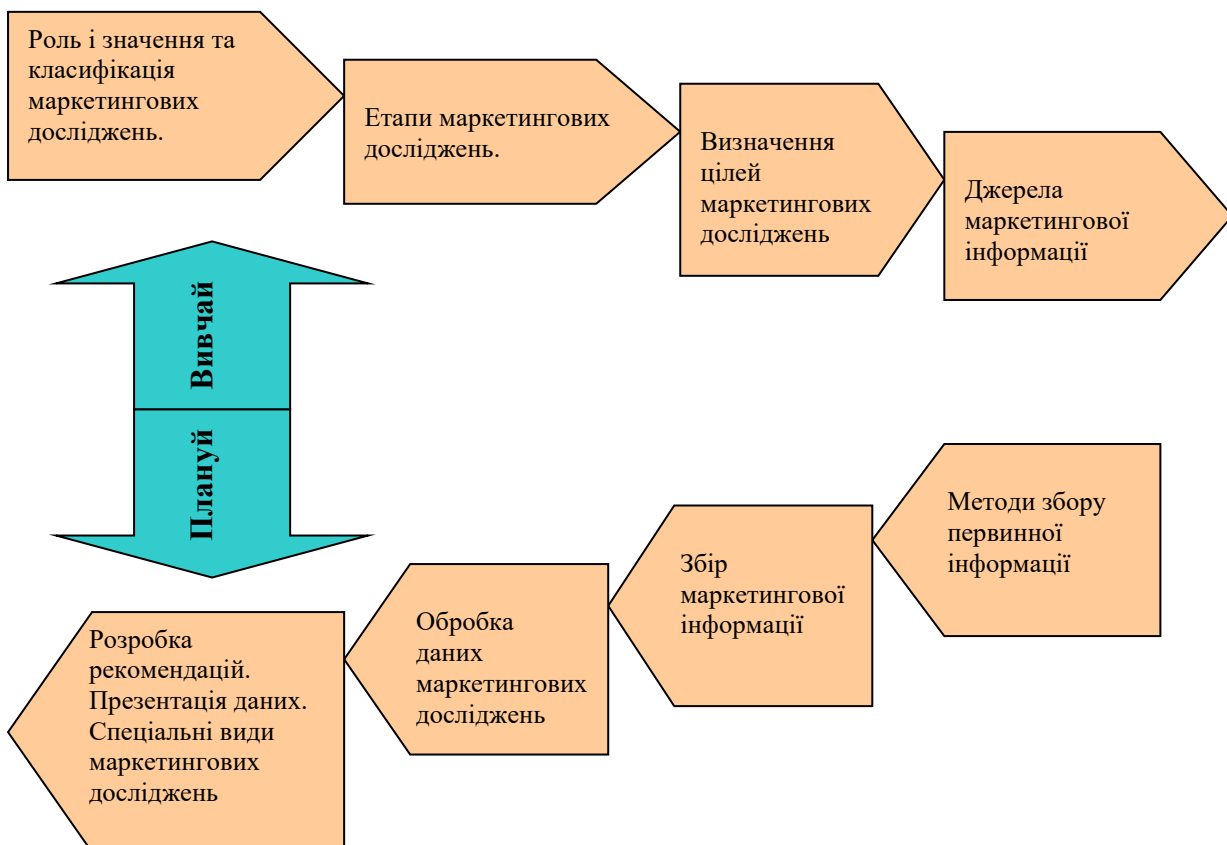 Роль і значення та
класифікація
маркетингових
досліджень.
Етапи маркетингових
досліджень.
Визначення
цілей
маркетингових
досліджень
Джерела
маркетингової
інформації
Вивчай
Плануй
Методи збору
первинної
інформації
Збір
маркетингової
інформації
Обробка
даних
маркетингових
досліджень
Розробка
рекомендацій.
Презентація даних.
Спеціальні види
маркетингових
досліджень